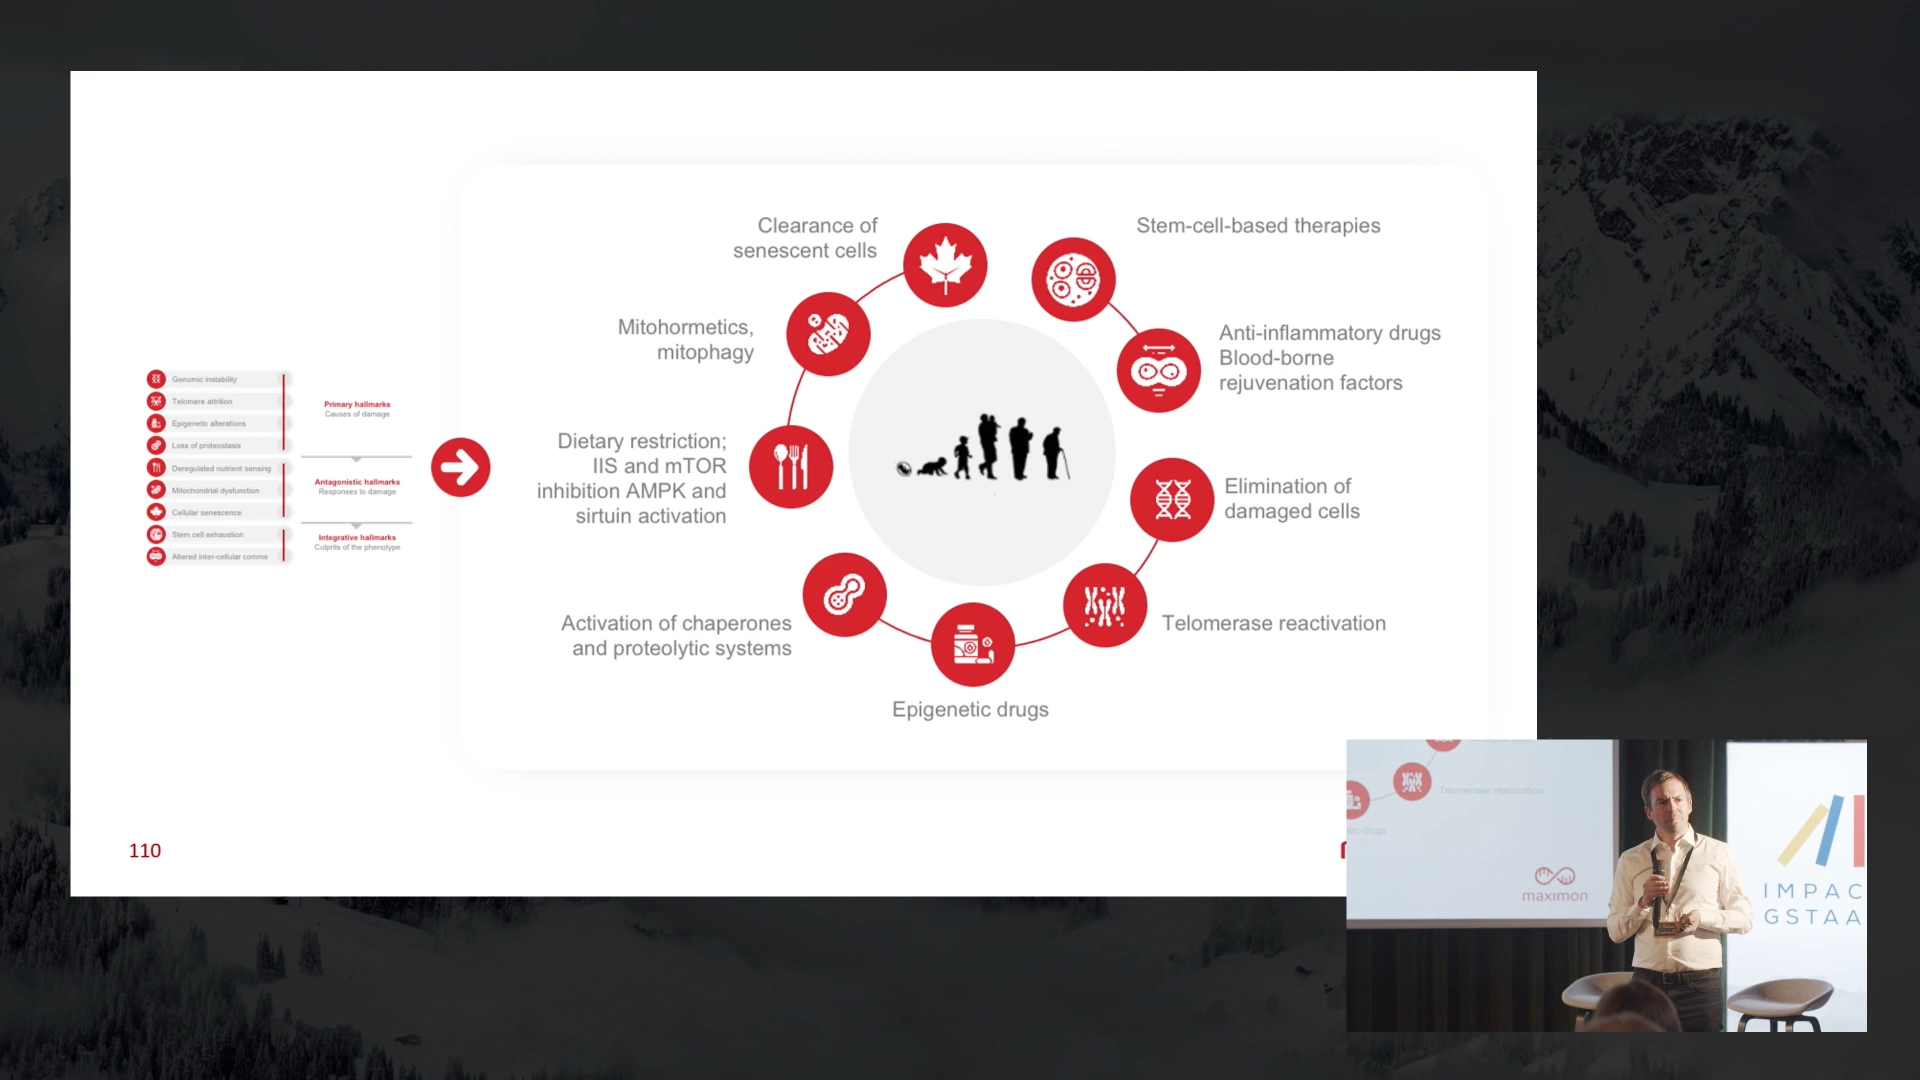 Genomic instability
Telomere attrition
Epigenetic alterations
Loss of proteostasis
Deregulated nutrient sensing
Mitochondrial dysfunction
Cellular senescence
Stem cell exhaustion
Altered inter-cellular comms
Primary hallmarks
Causes of damage
Antagonistic hallmarks
Responses to damage
Integrative hallmarks
Culprits of the phenotype
Clearance of
senescent cells
Mitohormetics,
mitophagy
Dietary restriction;
IIS and mTOR
inhibition AMPK and
sirtuin activation
Activation of chaperones
and proteolytic systems
Epigenetic drugs
Stem-cell-based therapies
Anti-inflammatory drugs
Blood-borne
rejuvenation factors
Elimination of
damaged cells
Telomerase reactivation
110
Telomerase reactivation
drugs
maximon
IMPAC
GSTAA